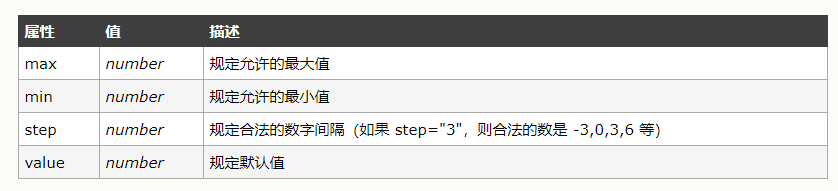 属性 值 描述
max number 规定允许的最大值
min number 规定允许的最小值
step number 规定合法的数字间隔（如果 step="3"，则合法的数是 -3,0,3,6 等）
value number 规定默认值